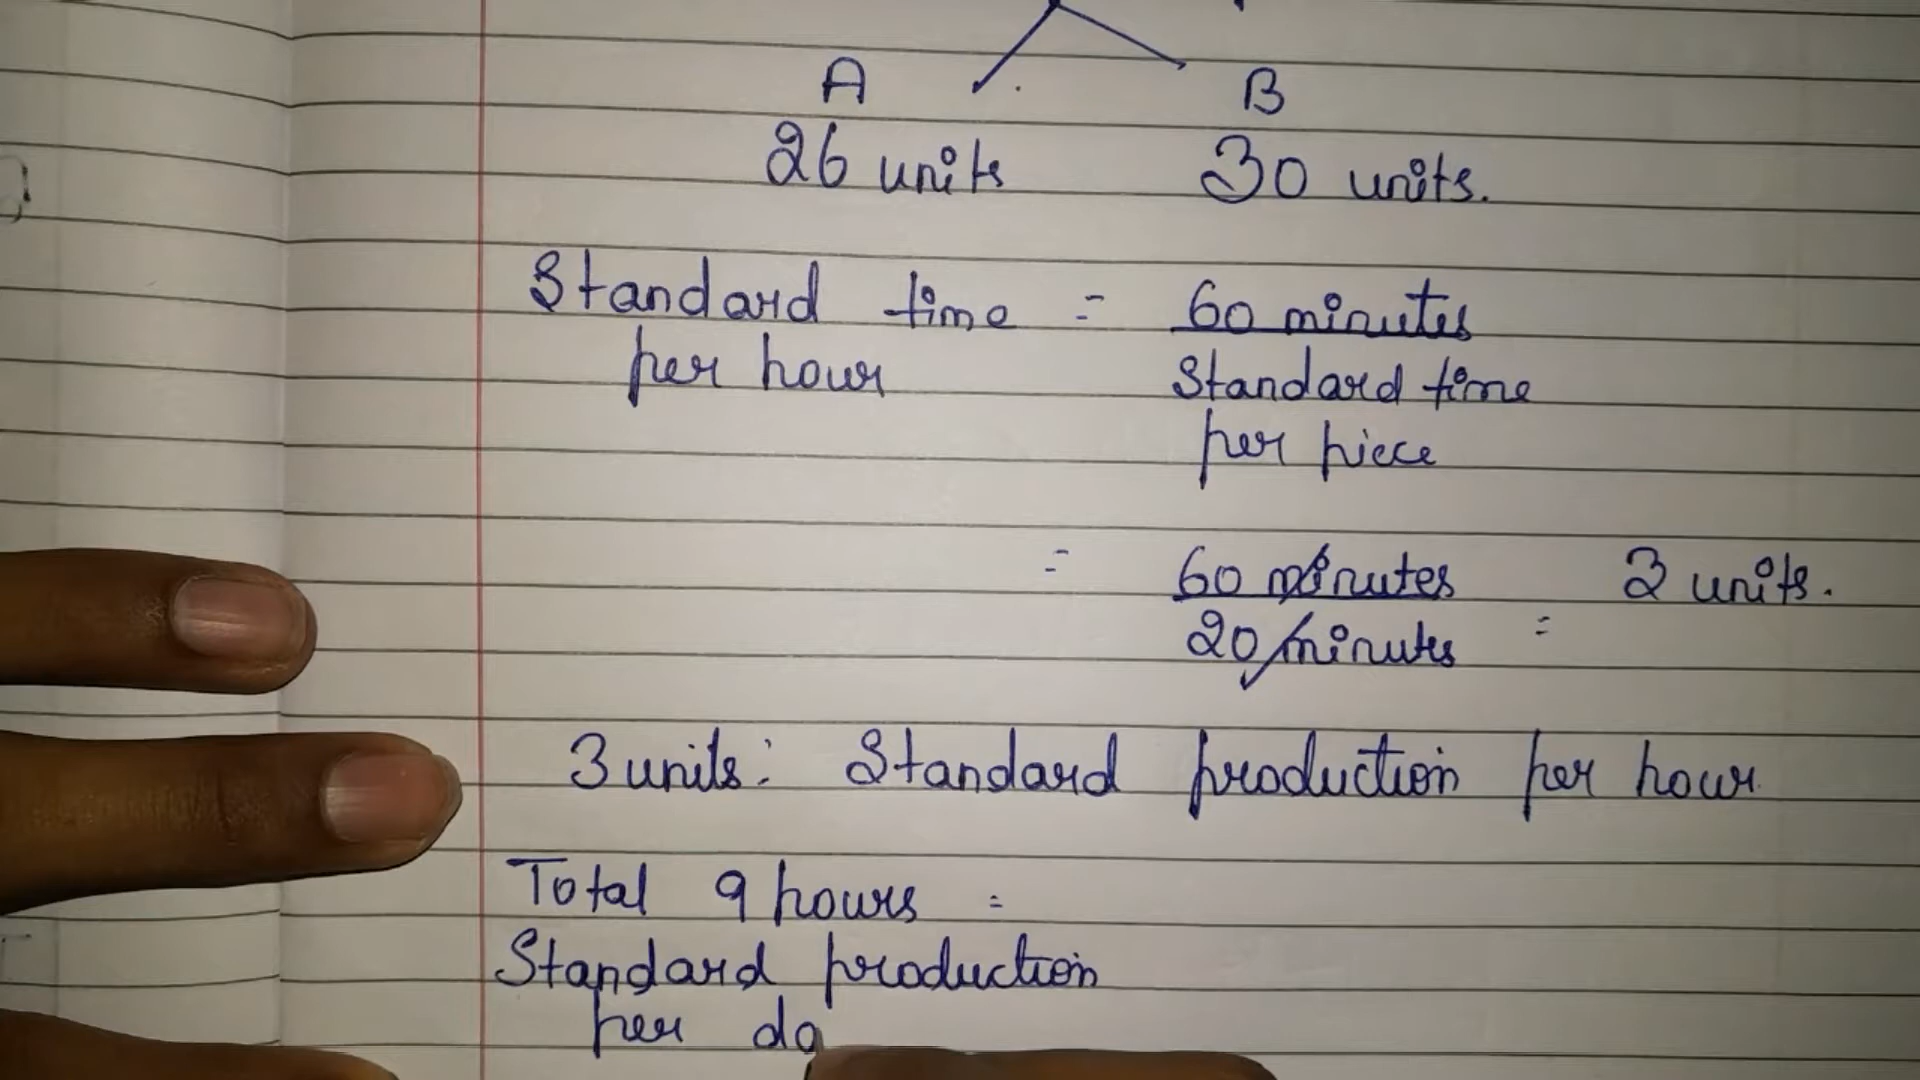 A B
26 units 30 units.
Standard time = 60 minutes
per hour Standard time
per piece
= 60 minutes = 3 units.
20 minutes
3 units: Standard production per hour
Total 9 hours =
Standard production
per da